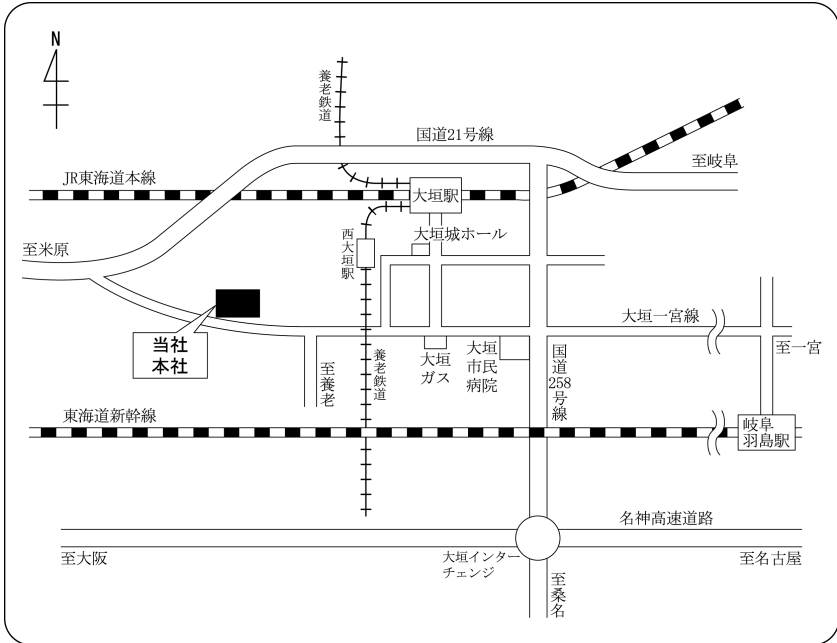 N
養老鉄道
国道21号線
至岐阜
JR東海道本線
大垣駅
大垣城ホール
至米原
西大垣駅
大垣一宮線
当社
本社
至養老
養老鉄道
大垣
ガス
大垣
市民
病院
国道258号線
至一宮
東海道新幹線
岐阜
羽島駅
名神高速道路
至大阪
大垣インター
チェンジ
至桑名
至名古屋